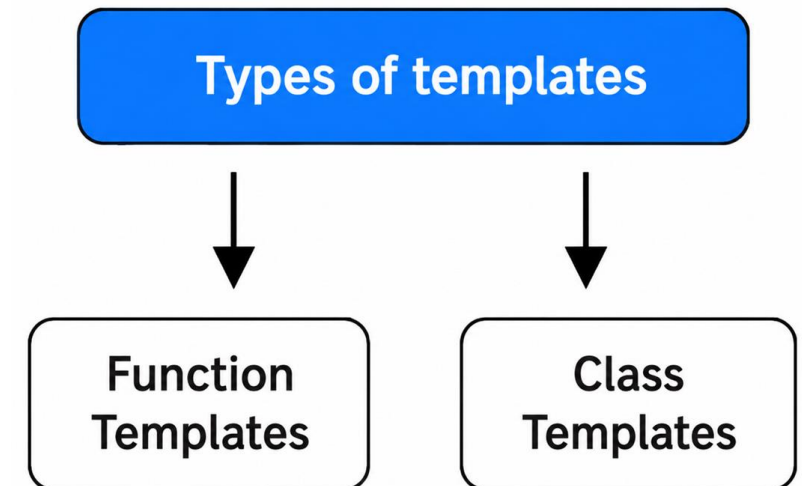 Types of templates
Function
Templates
Class
Templates